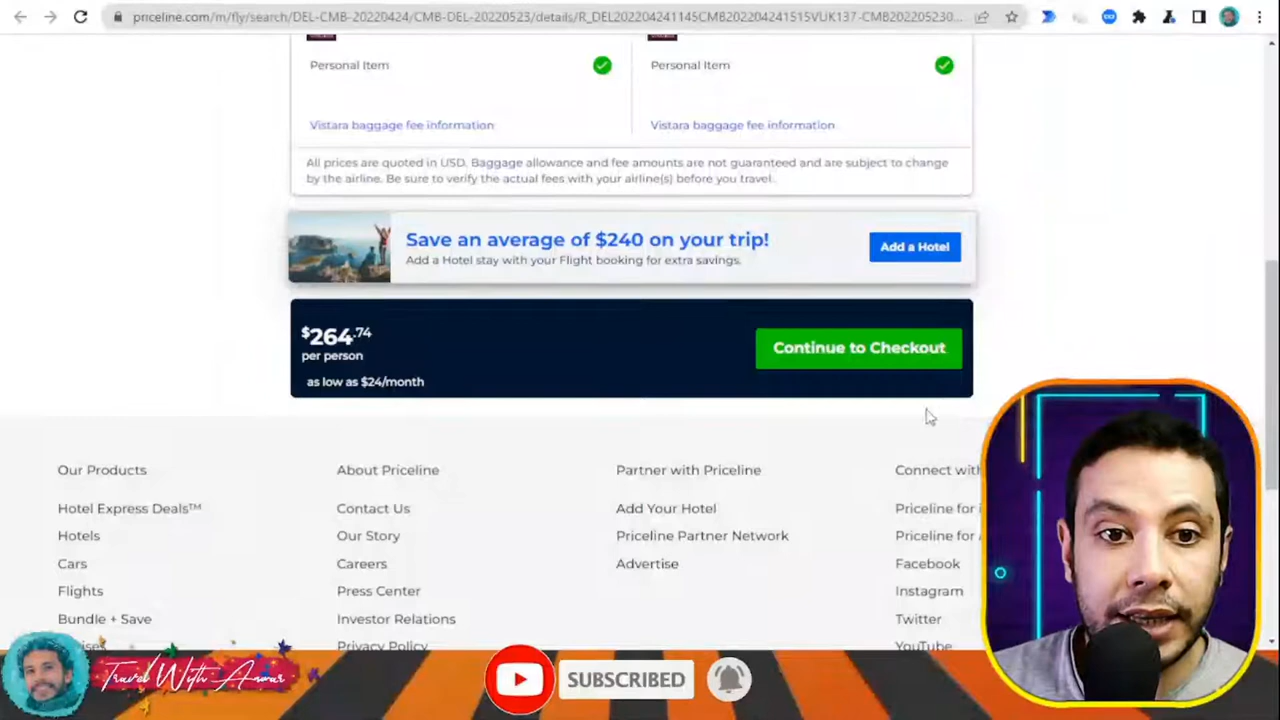 priceline.com/m/fly/search/DEL-CMB-20220424/CMB-DEL-20220523/details/R_DEL202204241145CMB202204241515VUK137-CMB202205230...
Personal Item
Personal Item
Vistara baggage fee information
Vistara baggage fee information
All prices are quoted in USD. Baggage allowance and fee amounts are not guaranteed and are subject to change
by the airline. Be sure to verify the actual fees with your airline(s) before you travel.
Save an average of $240 on your trip!
Add a Hotel stay with your Flight booking for extra savings.
Add a Hotel
$264.74
per person
as low as $24/month
Continue to Checkout
Our Products
About Priceline
Partner with Priceline
Connect with
Hotel Express Deals™
Contact Us
Add Your Hotel
Priceline for
Hotels
Our Story
Priceline Partner Network
Priceline for
Cars
Careers
Advertise
Facebook
Flights
Press Center
Instagram
Bundle + Save
Investor Relations
Twitter
Privacy Policy
YouTube
Travel With Anwar
SUBSCRIBED